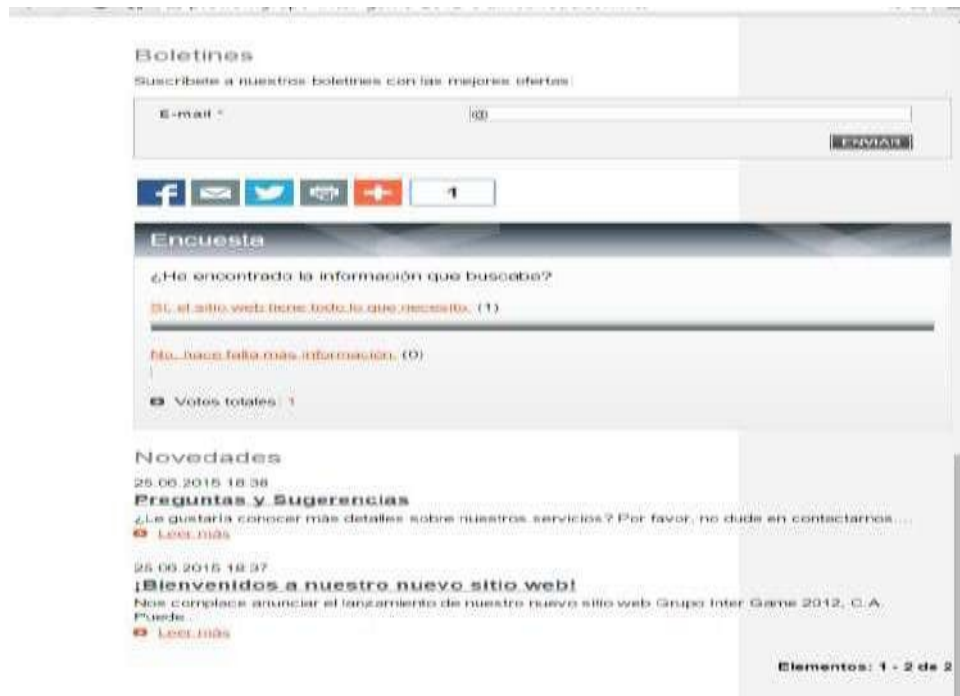 Boletines
Suscríbete a nuestros boletines con las mejores ofertas:
E-mail *
@
ENVIAR
1
Encuesta
¿Ha encontrado la información que buscaba?
Sí, el sitio web tiene todo lo que necesito. (1)
No, hace falta más información. (0)
Votos totales: 1
Novedades
25.06.2015 18:38
Preguntas y Sugerencias
¿Le gustaría conocer más detalles sobre nuestros servicios? Por favor, no dude en contactarnos....
Leer más
25.06.2015 18:37
¡Bienvenidos a nuestro nuevo sitio web!
Nos complace anunciar el lanzamiento de nuestro nuevo sitio web Grupo Inter Game 2012, C.A.
Puede...
Leer más
Elementos: 1 - 2 de 2